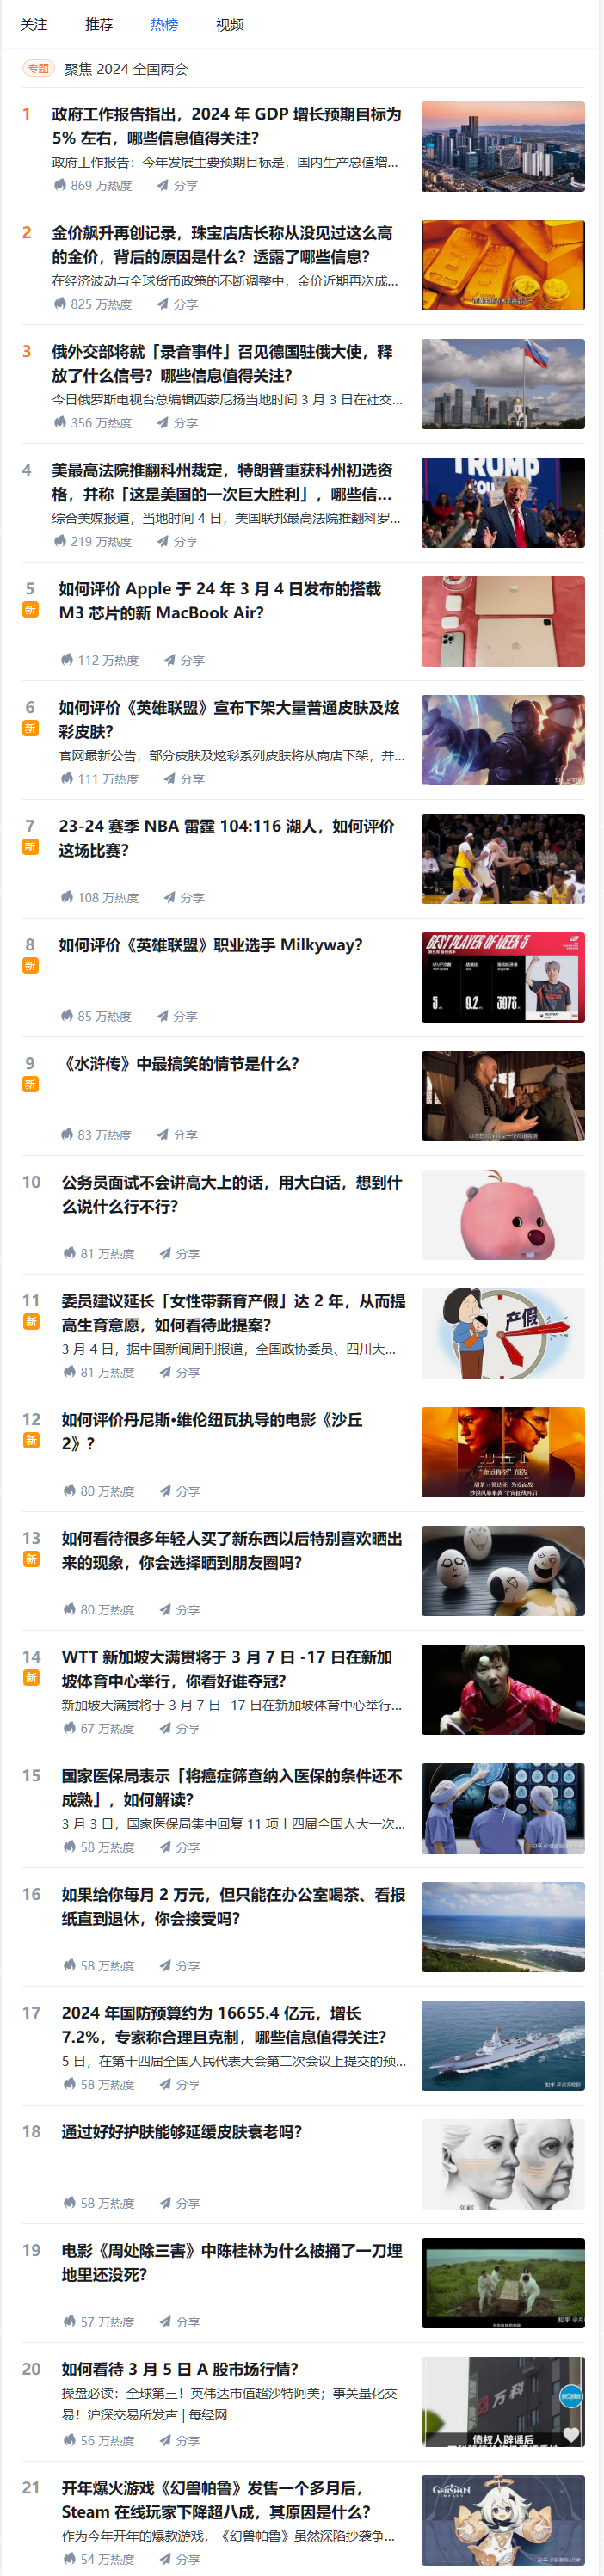 关注 推荐 热榜 视频
专题 聚焦 2024 全国两会
1 政府工作报告指出，2024 年 GDP 增长预期目标为
5% 左右，哪些信息值得关注？
政府工作报告：今年发展主要预期目标是，国内生产总值增...
869 万热度 分享
2 金价飙升再创记录，珠宝店店长称从没见过这么高
的金价，背后的原因是什么？透露了哪些信息？
在经济波动与全球货币政策的不断调整中，金价近期再次成...
825 万热度 分享
3 俄外交部将就「录音事件」召见德国驻俄大使，释
放了什么信号？哪些信息值得关注？
今日俄罗斯电视台总编辑西蒙尼扬当地时间 3 月 3 日在社交...
356 万热度 分享
4 美最高法院推翻科州裁定，特朗普重获科州初选资
格，并称「这是美国的一次巨大胜利」，哪些信...
综合美媒报道，当地时间 4 日，美国联邦最高法院推翻科罗...
219 万热度 分享
TRUMP
5 如何评价 Apple 于 24 年 3 月 4 日发布的搭载
新 M3 芯片的新 MacBook Air？
112 万热度 分享
6 如何评价《英雄联盟》宣布下架大量普通皮肤及炫
新 彩皮肤？
官网最新公告，部分皮肤及炫彩系列皮肤将从商店下架，并...
111 万热度 分享
7 23-24 赛季 NBA 雷霆 104:116 湖人，如何评价
新 这场比赛？
108 万热度 分享
8 如何评价《英雄联盟》职业选手 Milkyway？
新
85 万热度 分享
BEST PLAYER OF WEEK 5
5 9.2 3978
9 《水浒传》中最搞笑的情节是什么？
新
83 万热度 分享
10 公务员面试不会讲高大上的话，用大白话，想到什
么说什么行不行？
81 万热度 分享
11 委员建议延长「女性带薪育产假」达 2 年，从而提
新 高生育意愿，如何看待此提案？
3 月 4 日，据中国新闻周刊报道，全国政协委员、四川大...
81 万热度 分享
产假
12 如何评价丹尼斯·维伦纽瓦执导的电影《沙丘
新 2》?
80 万热度 分享
沙丘
13 如何看待很多年轻人买了新东西以后特别喜欢晒出
新 来的现象，你会选择晒到朋友圈吗？
80 万热度 分享
14 WTT 新加坡大满贯将于 3 月 7 日 -17 日在新加
新 坡体育中心举行，你看好谁夺冠？
新加坡大满贯将于 3 月 7 日 -17 日在新加坡体育中心举行...
67 万热度 分享
15 国家医保局表示「将癌症筛查纳入医保的条件还不
成熟」，如何解读？
3 月 3 日，国家医保局集中回复 11 项十四届全国人大一次...
58 万热度 分享
16 如果给你每月 2 万元，但只能在办公室喝茶、看报
纸直到退休，你会接受吗？
58 万热度 分享
17 2024 年国防预算约为 16655.4 亿元，增长
7.2%，专家称合理且克制，哪些信息值得关注？
5 日，在第十四届全国人民代表大会第二次会议上提交的预...
58 万热度 分享
18 通过好好护肤能够延缓皮肤衰老吗？
58 万热度 分享
19 电影《周处除三害》中陈桂林为什么被捅了一刀埋
地里还没死？
57 万热度 分享
20 如何看待 3 月 5 日 A 股市场行情？
操盘必读：全球第三！英伟达市值超沙特阿美；事关量化交
易！沪深交易所发声 | 每经网
56 万热度 分享
万科
债权人辟谣后
21 开年爆火游戏《幻兽帕鲁》发售一个多月后，
Steam 在线玩家下降超八成，其原因是什么？
作为今年开年的爆款游戏，《幻兽帕鲁》虽然深陷抄袭争...
54 万热度 分享
GENSHIN